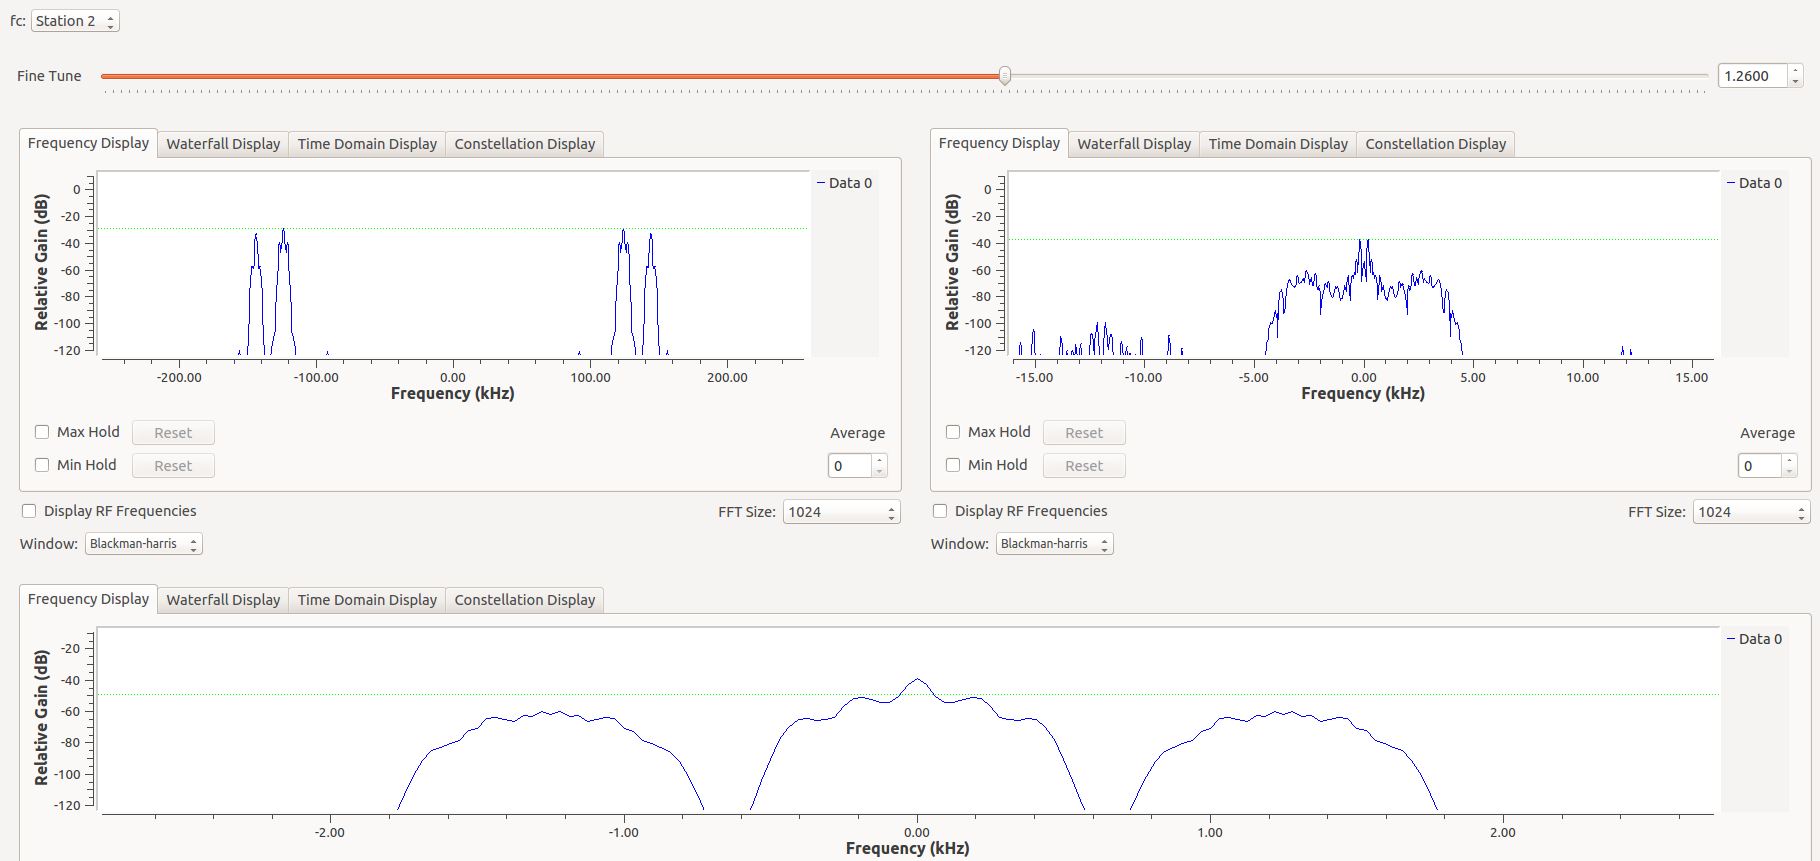 fc: Station 2
Fine Tune 1.2600
Frequency Display Waterfall Display Time Domain Display Constellation Display
Relative Gain (dB)
0
-20
-40
-60
-80
-100
-120
Data 0
-200.00 -100.00 0.00 100.00 200.00
Frequency (kHz)
Max Hold Reset Average
Min Hold Reset 0
Display RF Frequencies FFT Size: 1024
Window: Blackman-harris
Frequency Display Waterfall Display Time Domain Display Constellation Display
Relative Gain (dB)
0
-20
-40
-60
-80
-100
-120
Data 0
-15.00 -10.00 -5.00 0.00 5.00 10.00 15.00
Frequency (kHz)
Max Hold Reset Average
Min Hold Reset 0
Display RF Frequencies FFT Size: 1024
Window: Blackman-harris
Frequency Display Waterfall Display Time Domain Display Constellation Display
Relative Gain (dB)
-20
-40
-60
-80
-100
-120
Data 0
-2.00 -1.00 0.00 1.00 2.00
Frequency (kHz)